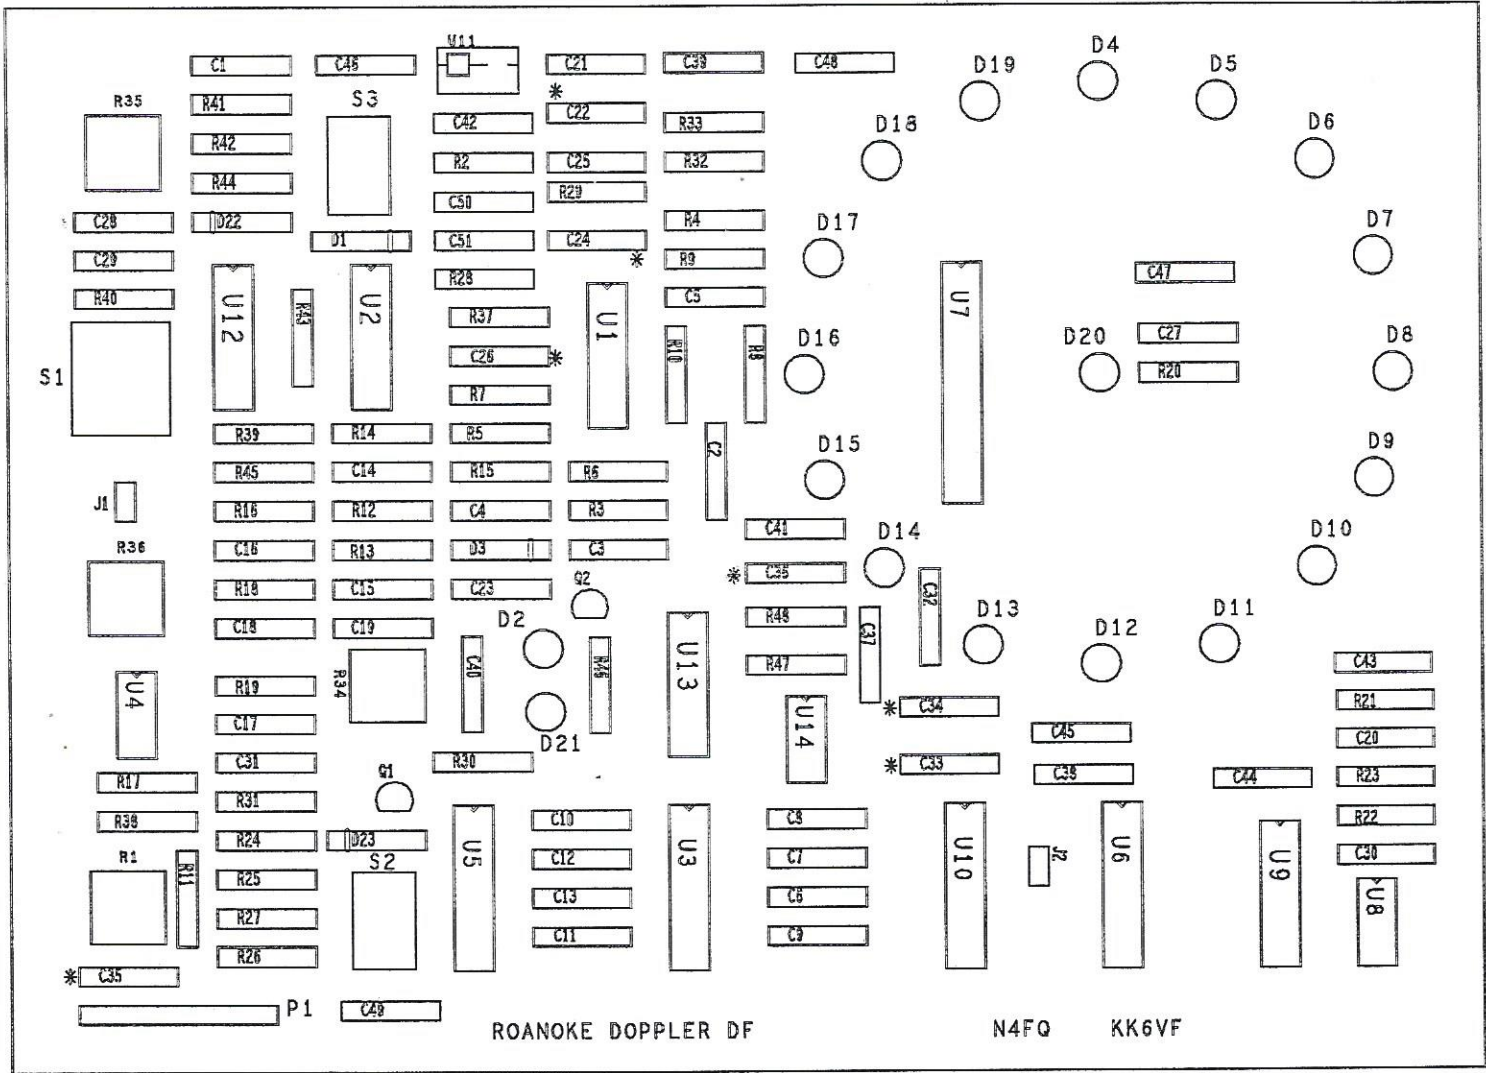 U11
C1 C46 C21 C39 C48 D19 D4 D5
R35 R41 S3 C22
C42 R33 D18 D6
R42
R2 C25 R32
R44 R29
C50
C28 D22 R4 D17 D7
D1 C51 C24
C29 R9
R28 C47
R40 R43 C5
U12 U2 R37 U1 U7
C27
D16 D20 D8
C26 R10 R8
S1 R20
R7
R39 R14 R5
C2 D15 D9
R45 C14 R15 R6
J1 R16 R12 C4 R3
C41
D14 D10
R36 C16 R13 D3 C3
C36
Q2
R18 C15 C23 C32
D2 D13 D11
R48
C18 C19 C37 D12
C40 R46 U13 R47 C43
R34
U4 R19
R21
C34
C17 U14
D21 C45 C20
C31 R30 C33
Q1 C38 C44 R23
R17
R31
R38 C10 C8 R22
R24 D23
R1 S2 U5 C12 U3 C7 U10 J2 U6 U9 C30
R11
R25
C13 C6 U8
R27
C11 C9
R26
C35
P1 C49
ROANOKE DOPPLER DF N4FQ KK6VF